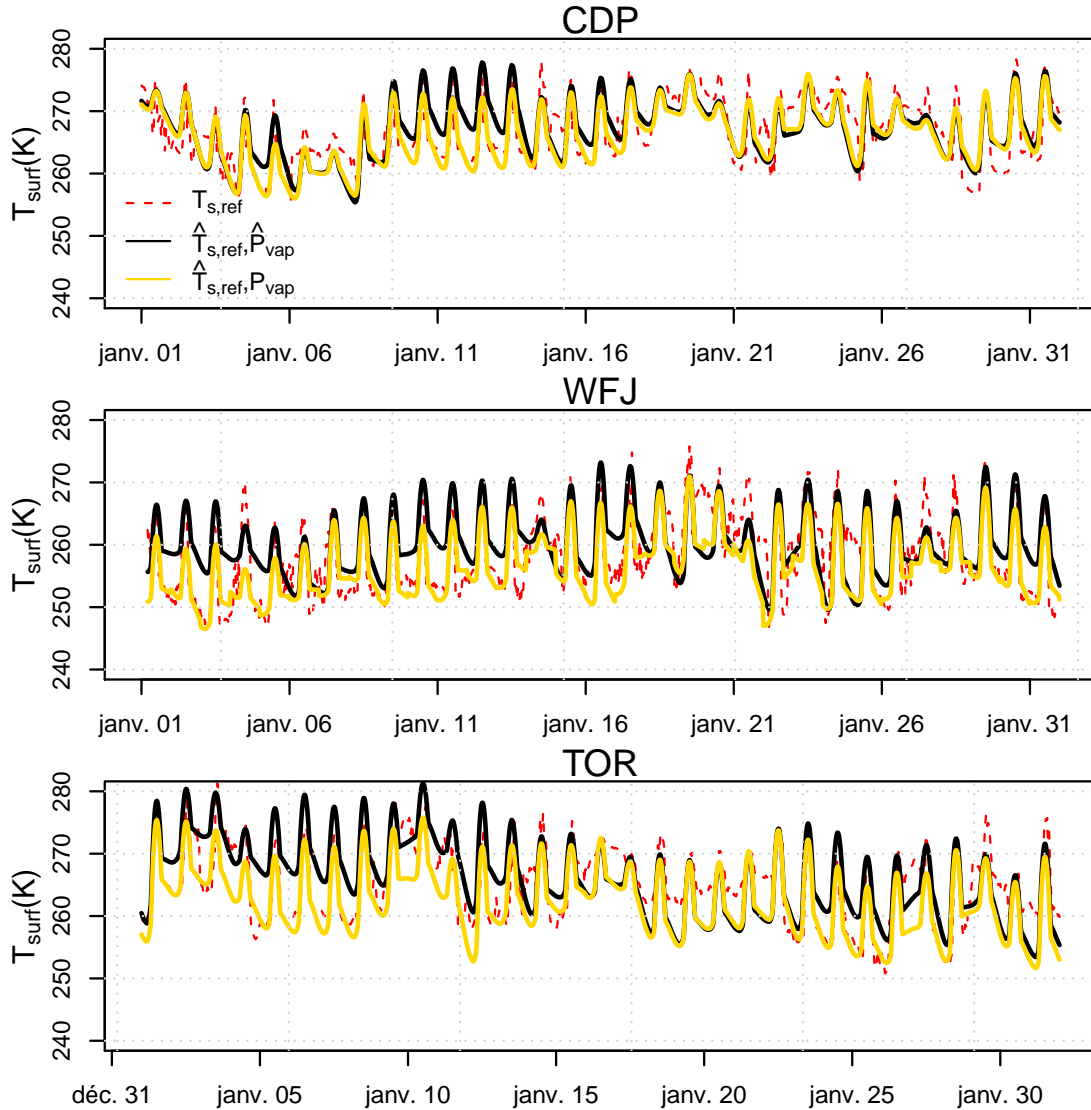 CDP
280
270
260
250
240
T_surf(K)
T_s,ref
T̂_s,ref,P̂_vap
T̂_s,ref,P_vap
janv. 01 janv. 06 janv. 11 janv. 16 janv. 21 janv. 26 janv. 31
WFJ
280
270
260
250
240
T_surf(K)
janv. 01 janv. 06 janv. 11 janv. 16 janv. 21 janv. 26 janv. 31
TOR
280
270
260
250
240
T_surf(K)
déc. 31 janv. 05 janv. 10 janv. 15 janv. 20 janv. 25 janv. 30